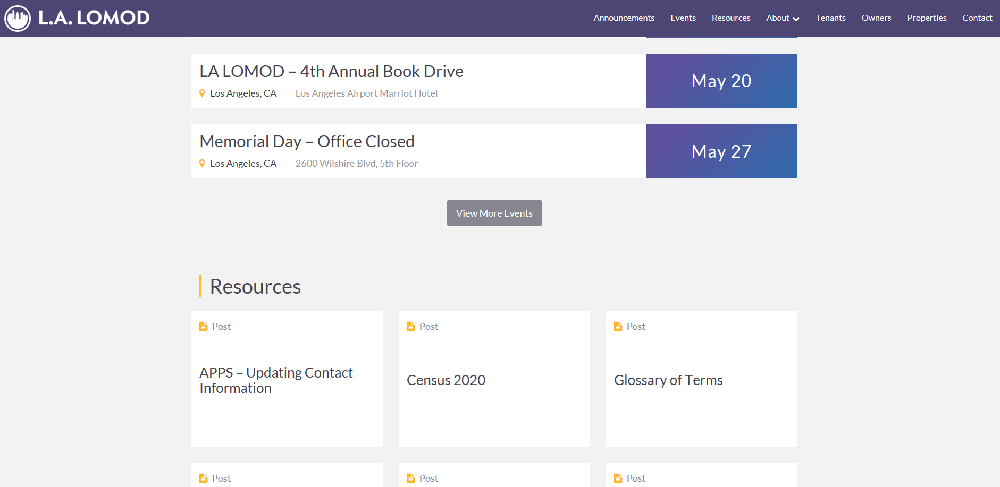 L.A. LOMOD
Announcements Events Resources About Tenants Owners Properties Contact
LA LOMOD – 4th Annual Book Drive
Los Angeles, CA Los Angeles Airport Marriot Hotel
May 20
Memorial Day – Office Closed
Los Angeles, CA 2600 Wilshire Blvd, 5th Floor
May 27
View More Events
Resources
Post
APPS – Updating Contact
Information
Post
Census 2020
Post
Glossary of Terms
Post
Post
Post